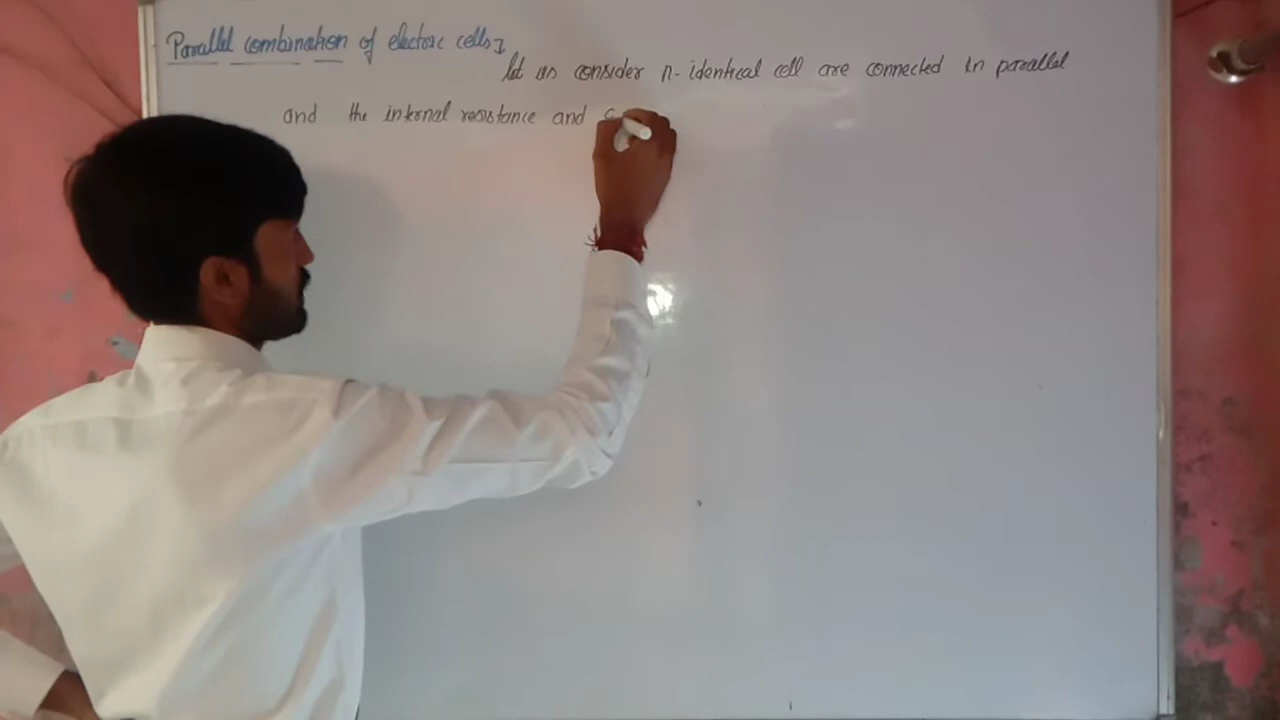 Parallel combination of electric cells
let us consider n-identical cell are connected in parallel
and the internal resistance and